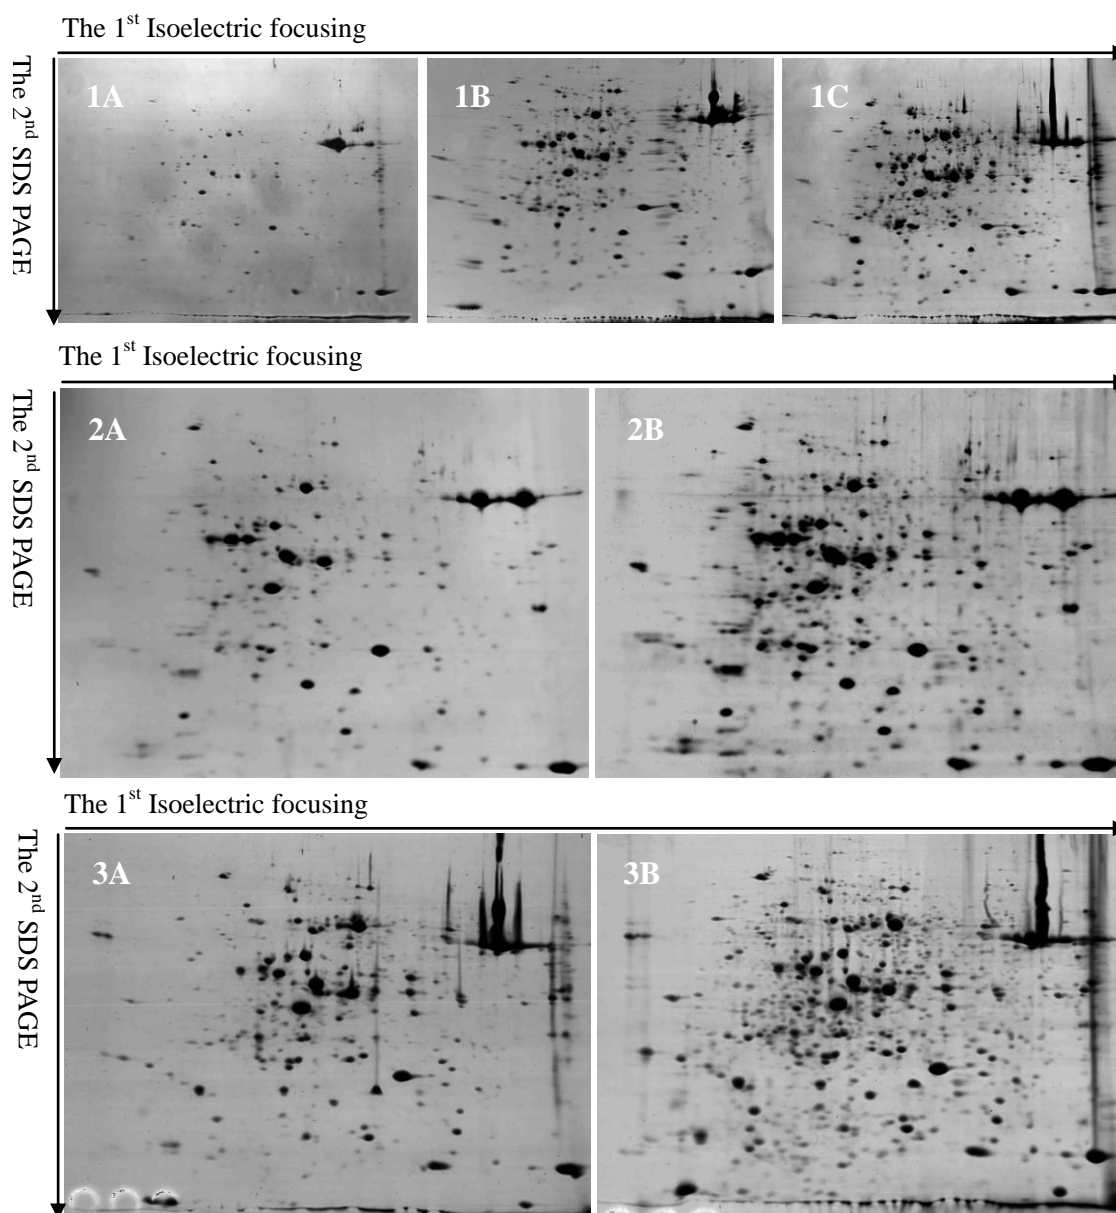 The 1st Isoelectric focusing
The 2nd SDS PAGE
1A
1B
1C
The 1st Isoelectric focusing
The 2nd SDS PAGE
2A
2B
The 1st Isoelectric focusing
The 2nd SDS PAGE
3A
3B